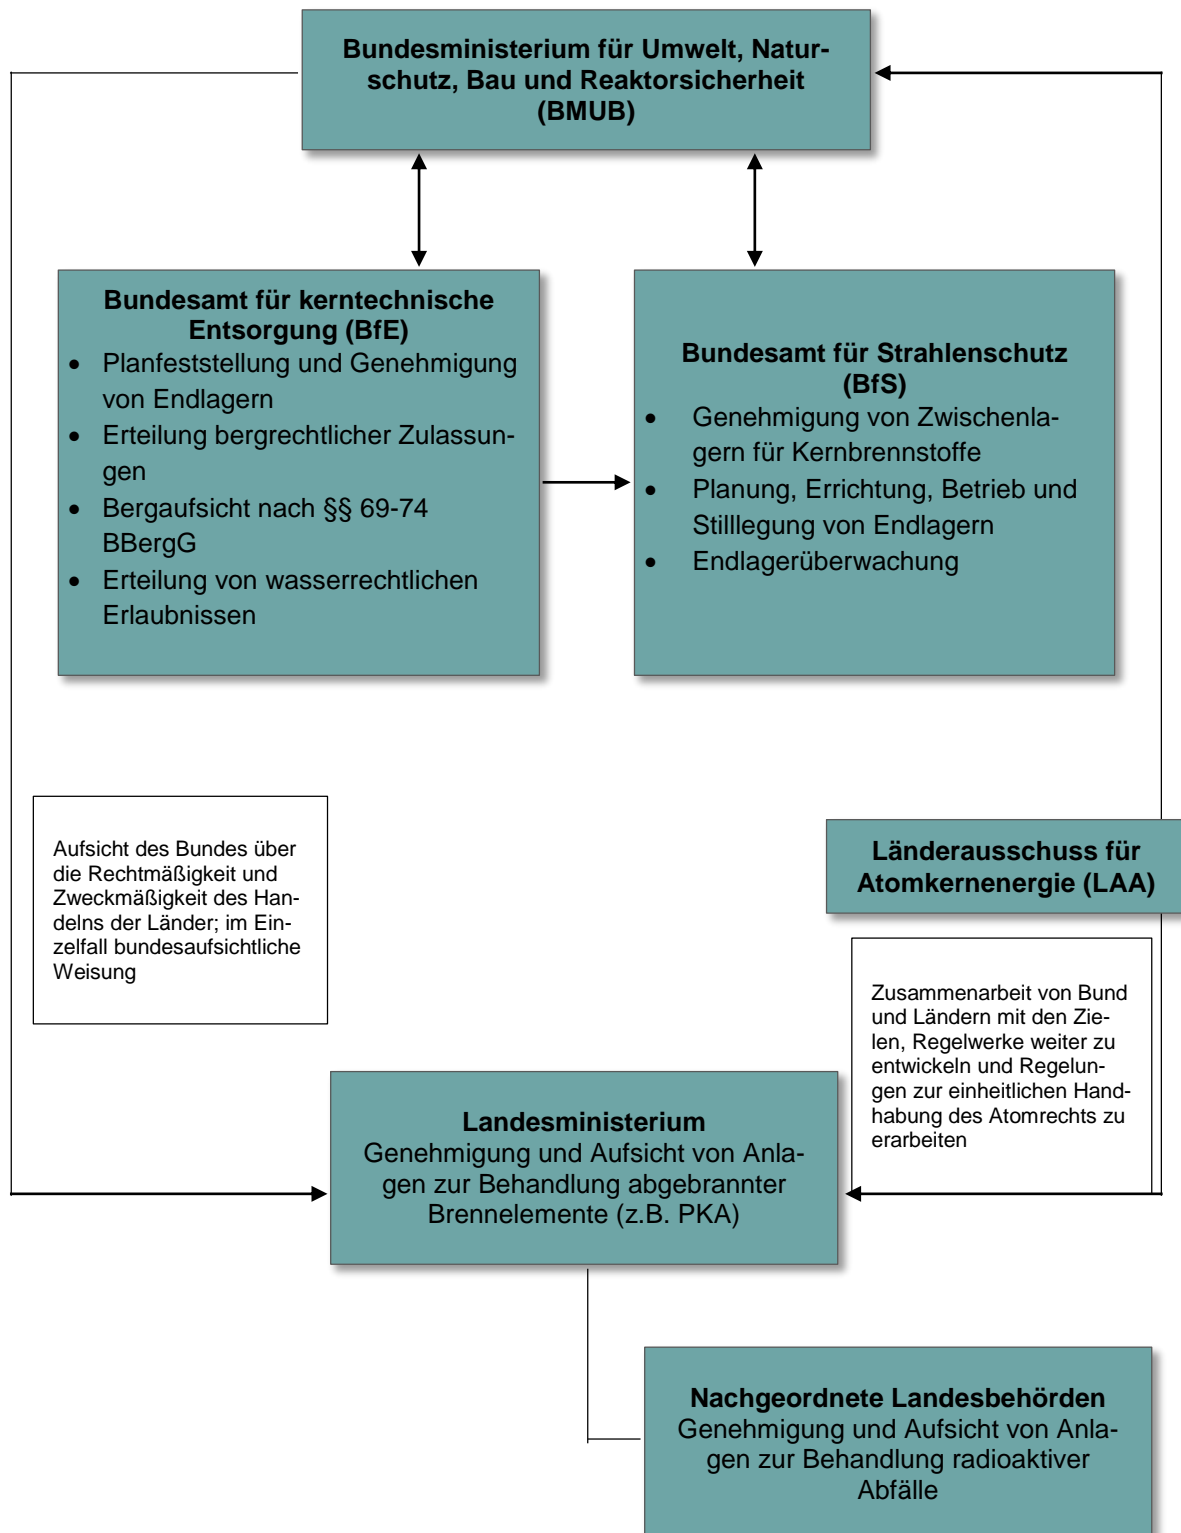 Bundesministerium für Umwelt, Natur-
schutz, Bau und Reaktorsicherheit
(BMUB)
Bundesamt für kerntechnische
Entsorgung (BfE)
• Planfeststellung und Genehmigung
von Endlagern
• Erteilung bergrechtlicher Zulassun-
gen
• Bergaufsicht nach §§ 69-74
BBergG
• Erteilung von wasserrechtlichen
Erlaubnissen
Bundesamt für Strahlenschutz
(BfS)
• Genehmigung von Zwischenla-
gern für Kernbrennstoffe
• Planung, Errichtung, Betrieb und
Stilllegung von Endlagern
• Endlagerüberwachung
Aufsicht des Bundes über
die Rechtmäßigkeit und
Zweckmäßigkeit des Han-
delns der Länder; im Ein-
zelfall bundesaufsichtliche
Weisung
Länderausschuss für
Atomkernenergie (LAA)
Zusammenarbeit von Bund
und Ländern mit den Zie-
len, Regelwerke weiter zu
entwickeln und Regelun-
gen zur einheitlichen Hand-
habung des Atomrechts zu
erarbeiten
Landesministerium
Genehmigung und Aufsicht von Anla-
gen zur Behandlung abgebrannter
Brennelemente (z.B. PKA)
Nachgeordnete Landesbehörden
Genehmigung und Aufsicht von Anla-
gen zur Behandlung radioaktiver
Abfälle